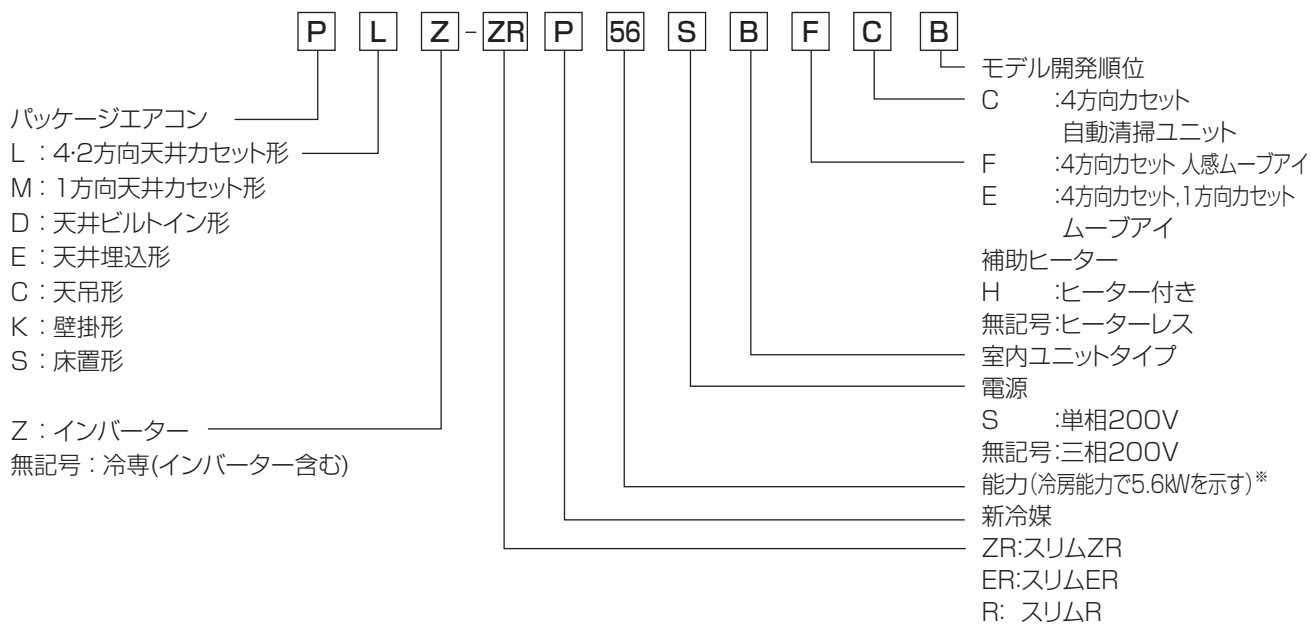 P L Z - ZR P 56 S B F C B
パッケージエアコン
L : 4・2方向天井カセット形
M : 1方向天井カセット形
D : 天井ビルトイン形
E : 天井埋込形
C : 天吊形
K : 壁掛形
S : 床置形
Z : インバーター
無記号 : 冷専(インバーター含む)
モデル開発順位
C :4方向カセット
自動清掃ユニット
F :4方向カセット 人感ムーブアイ
E :4方向カセット,1方向カセット
ムーブアイ
補助ヒーター
H :ヒーター付き
無記号:ヒーターレス
室内ユニットタイプ
電源
S :単相200V
無記号:三相200V
能力(冷房能力で5.6kWを示す)※
新冷媒
ZR:スリムZR
ER:スリムER
R: スリムR